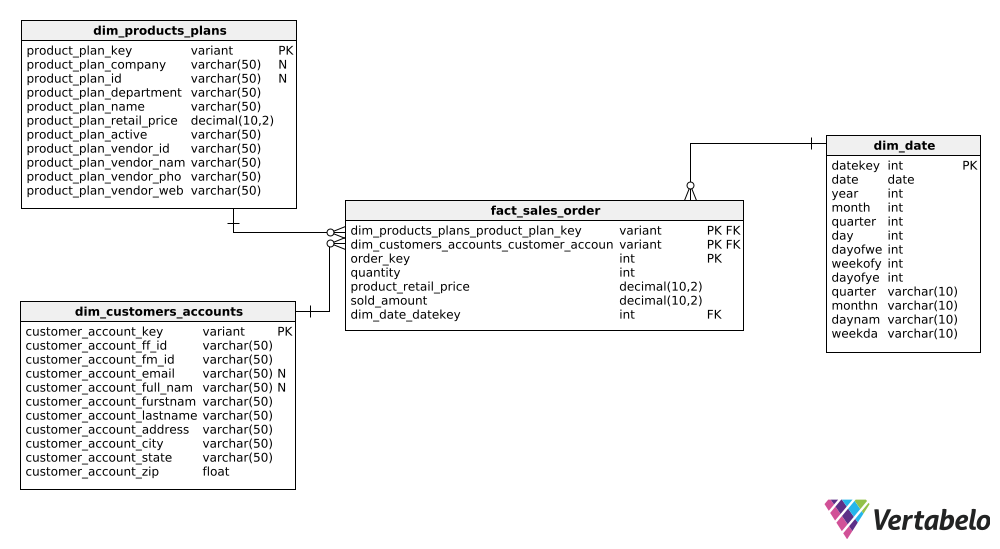 dim_products_plans
product_plan_key variant PK
product_plan_company varchar(50) N
product_plan_id varchar(50) N
product_plan_department varchar(50)
product_plan_name varchar(50)
product_plan_retail_price decimal(10,2)
product_plan_active varchar(50)
product_plan_vendor_id varchar(50)
product_plan_vendor_nam varchar(50)
product_plan_vendor_pho varchar(50)
product_plan_vendor_web varchar(50)
dim_date
datekey int PK
date date
year int
month int
quarter int
day int
dayofwe int
weekofy int
dayofye int
quarter varchar(10)
monthn varchar(10)
daynam varchar(10)
weekda varchar(10)
fact_sales_order
dim_products_plans_product_plan_key variant PK FK
dim_customers_accounts_customer_accoun variant PK FK
order_key int PK
quantity int
product_retail_price decimal(10,2)
sold_amount decimal(10,2)
dim_date_datekey int FK
dim_customers_accounts
customer_account_key variant PK
customer_account_ff_id varchar(50)
customer_account_fm_id varchar(50)
customer_account_email varchar(50) N
customer_account_full_nam varchar(50) N
customer_account_furstnam varchar(50)
customer_account_lastname varchar(50)
customer_account_address varchar(50)
customer_account_city varchar(50)
customer_account_state varchar(50)
customer_account_zip float
Vertabelo